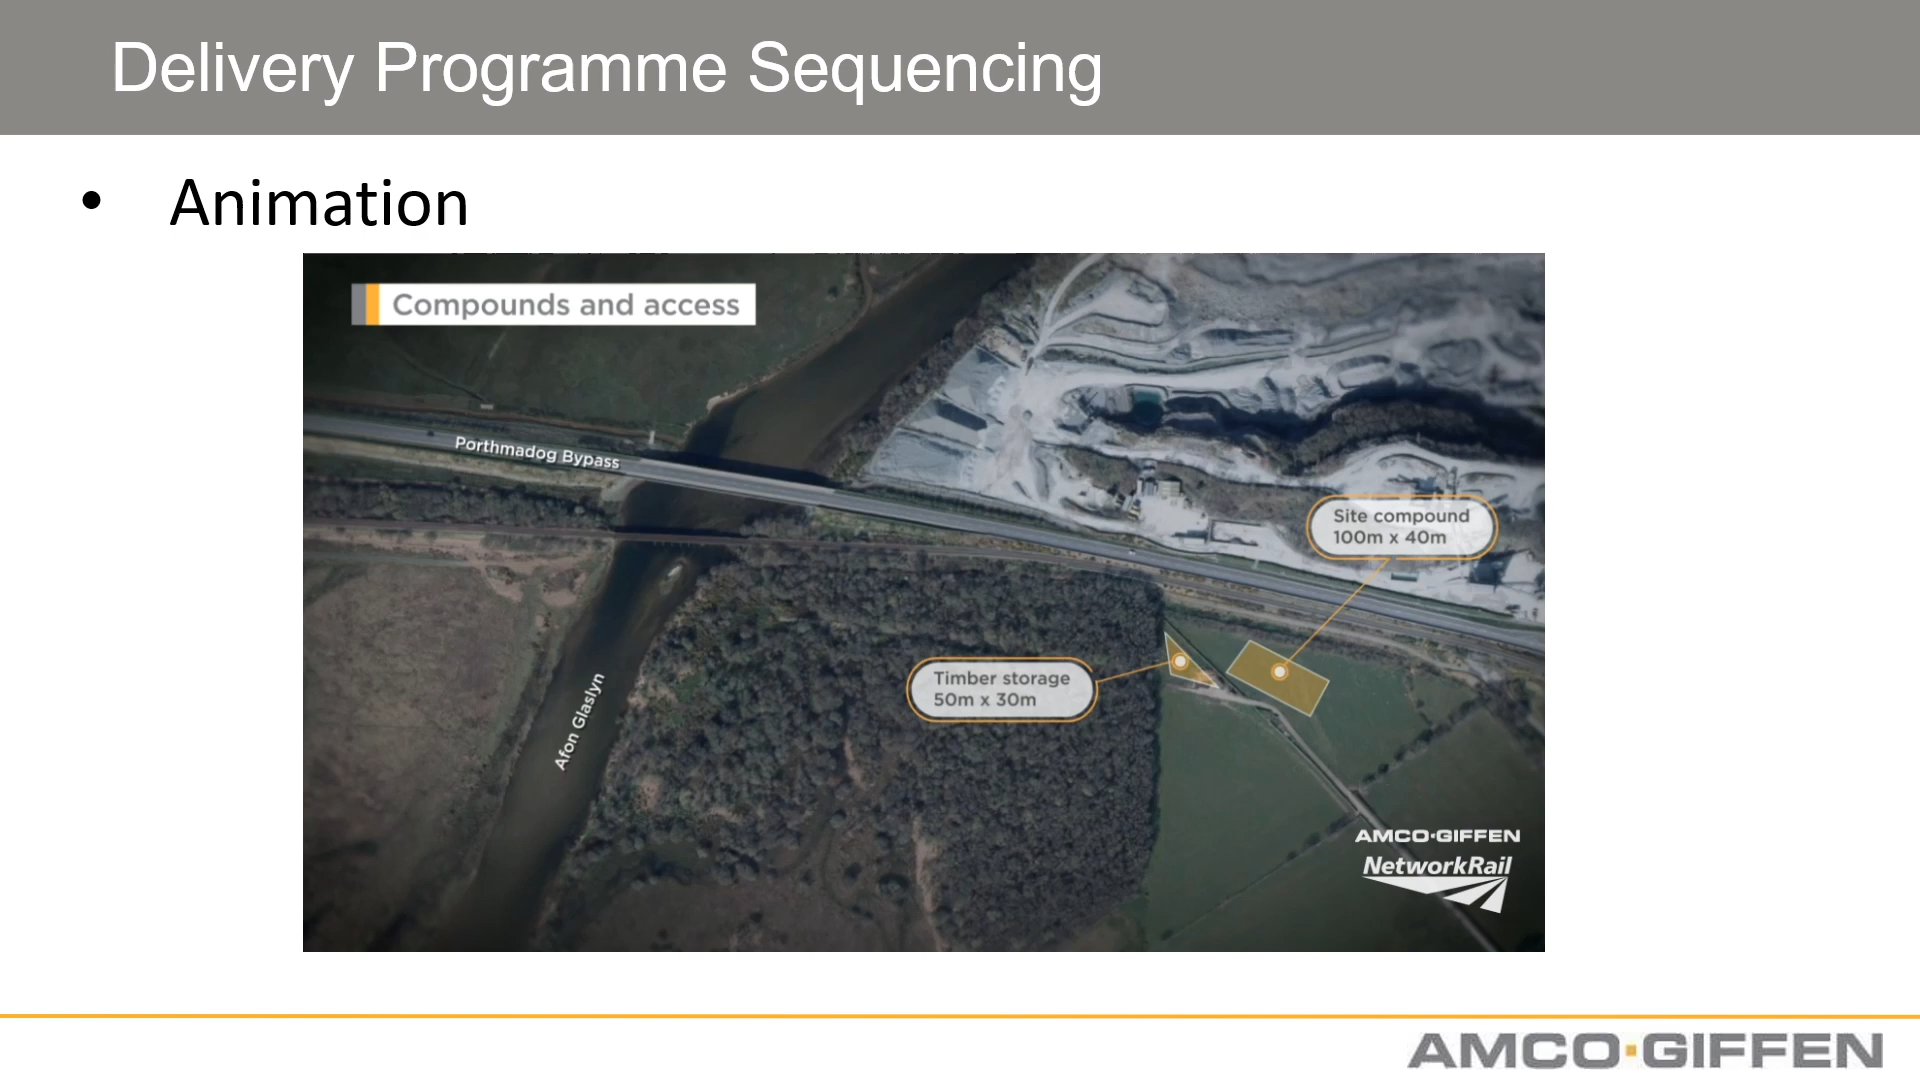 Delivery Programme Sequencing
• Animation
Compounds and access
Porthmadog Bypass
Site compound
100m x 40m
Timber storage
50m x 30m
Afon Glaslyn
AMCO·GIFFEN
NetworkRail
AMCO·GIFFEN